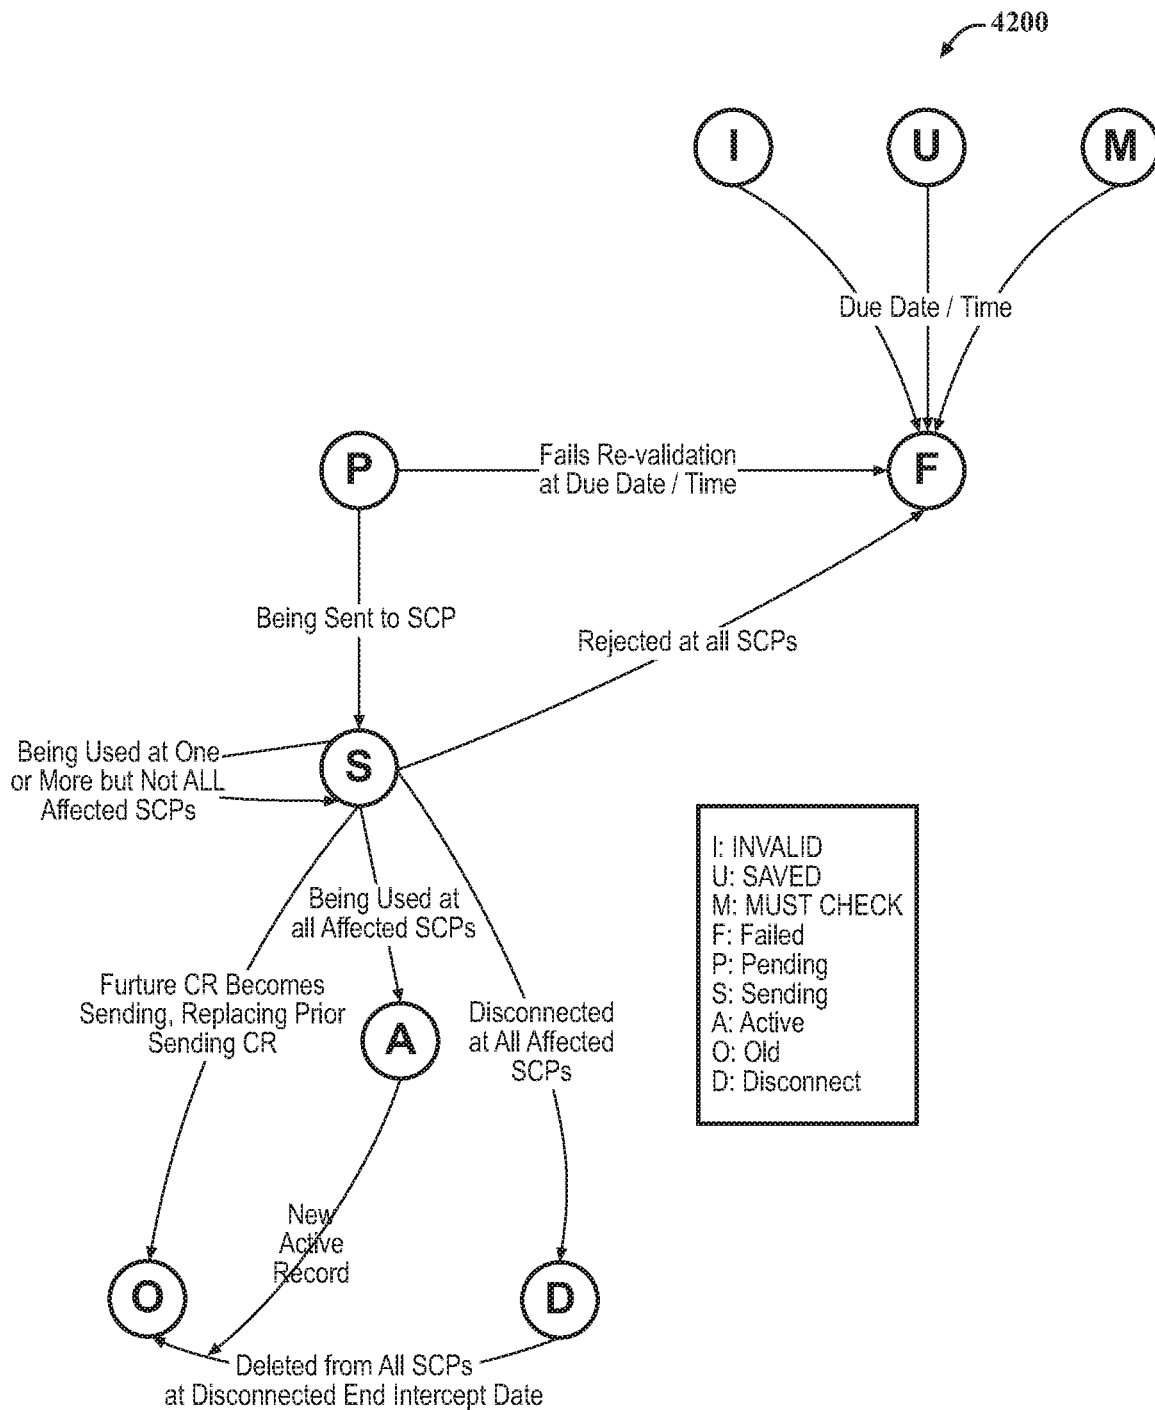 4200
I
U
M
Due Date / Time
P
Fails Re-validation
at Due Date / Time
F
Being Sent to SCP
Rejected at all SCPs
Being Used at One
or More but Not ALL
Affected SCPs
S
Being Used at
all Affected SCPs
Furture CR Becomes
Sending, Replacing Prior
Sending CR
A
Disconnected
at All Affected
SCPs
I: INVALID
U: SAVED
M: MUST CHECK
F: Failed
P: Pending
S: Sending
A: Active
O: Old
D: Disconnect
New
Active
Record
O
D
Deleted from All SCPs
at Disconnected End Intercept Date